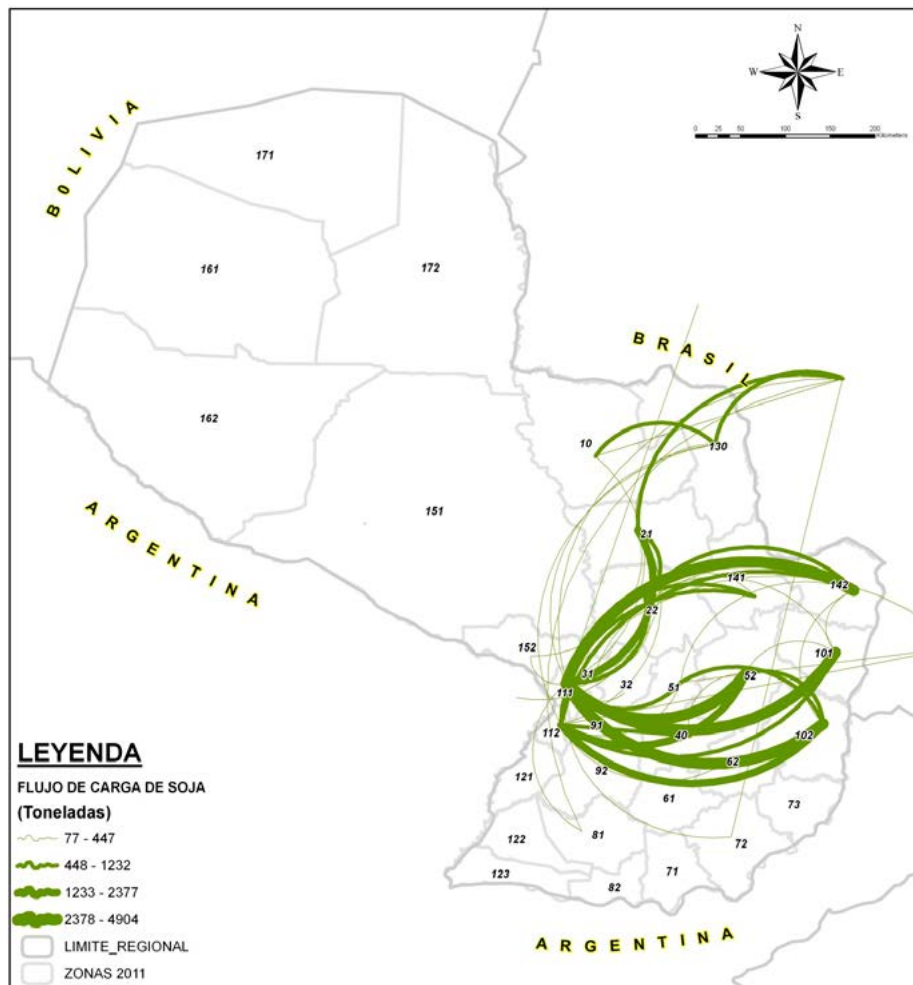 N
W E
S
0 25 50 100 150 200
Kilometers
BOLIVIA
171
161
172
BRASIL
162
10
130
ARGENTINA
151
21
141
142
22
152
101
31
32
51
52
111
112
91
40
102
62
92
121
61
73
81
72
122
71
123
82
LEYENDA
FLUJO DE CARGA DE SOJA
(Toneladas)
77 - 447
448 - 1232
1233 - 2377
2378 - 4904
LIMITE_REGIONAL
ZONAS 2011
ARGENTINA